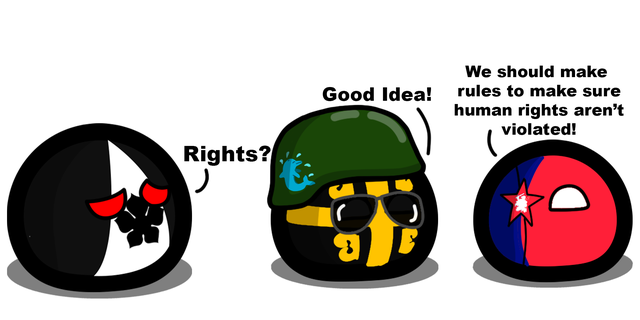 We should make
rules to make sure
human rights aren't
violated!
Good Idea!
Rights?